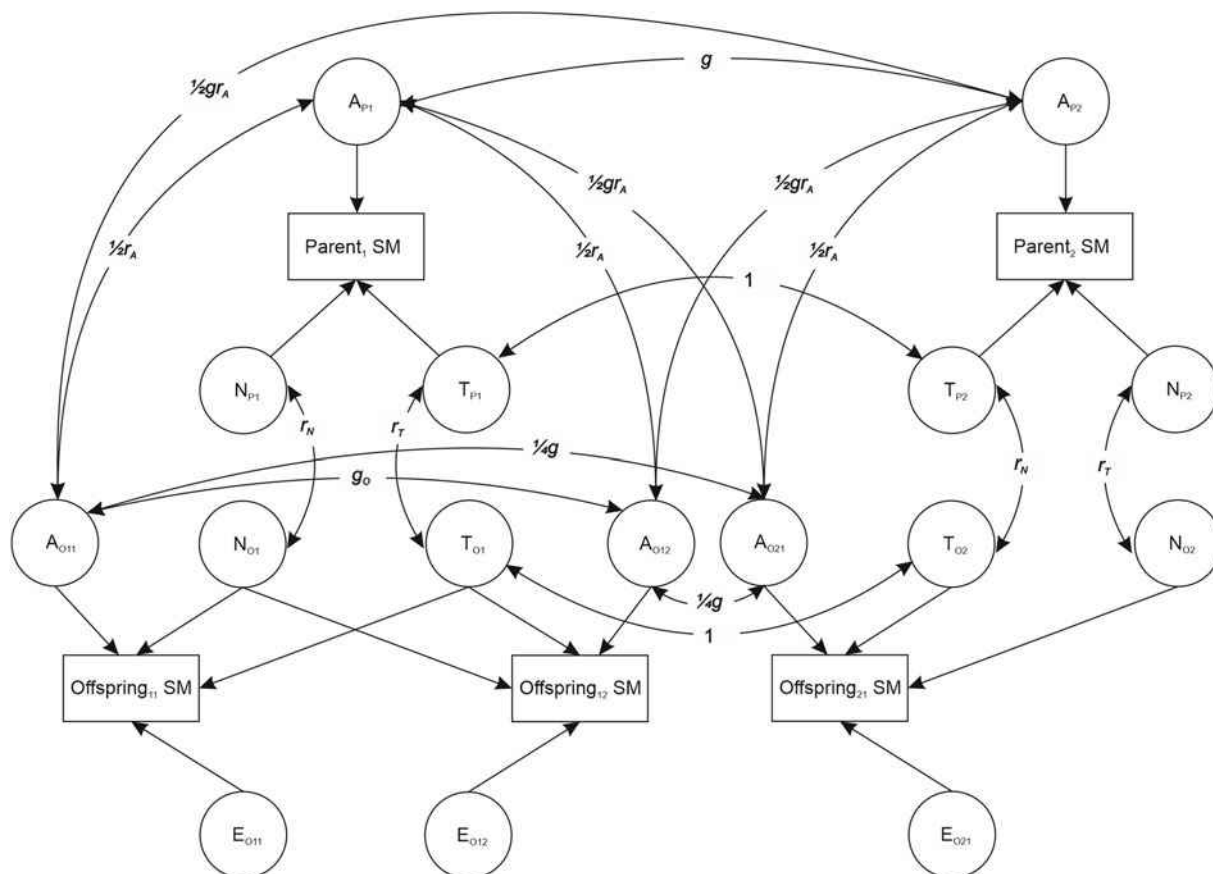 g
½gr_A
A_P1
A_P2
½gr_A
½gr_A
½r_A
Parent₁ SM
½r_A
½r_A
Parent₂ SM
1
N_P1
T_P1
T_P2
N_P2
r_N
r_T
¼g
r_N
r_T
g_o
A_O11
N_O1
T_O1
A_O12
A_O21
T_O2
N_O2
¼g
1
Offspring₁₁ SM
Offspring₁₂ SM
Offspring₂₁ SM
E_O11
E_O12
E_O21